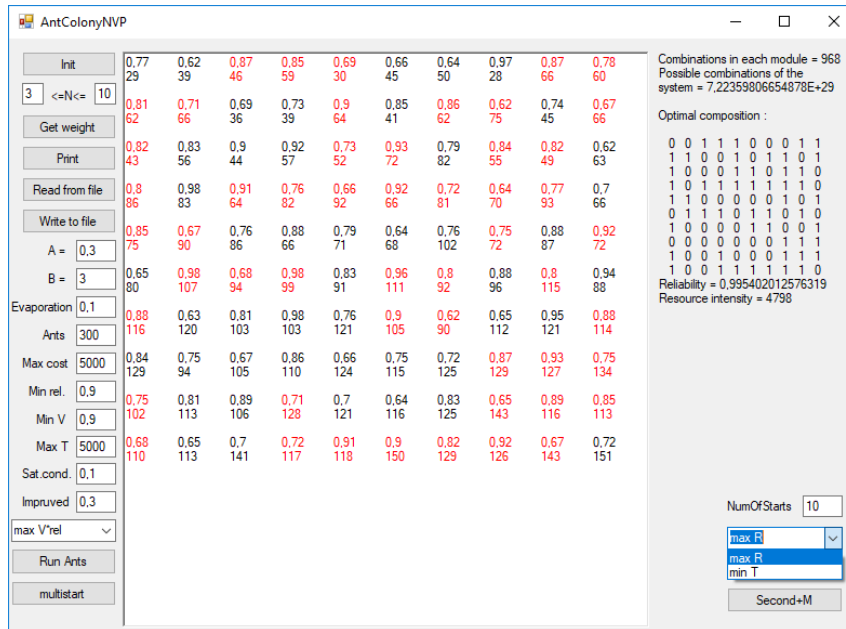 AntColonyNVP
Init
3 <=N<= 10
Get weight
Print
Read from file
Write to file
A = 0,3
B = 3
Evaporation 0,1
Ants 300
Max cost 5000
Min rel. 0,9
Min V 0,9
Max T 5000
Sat.cond. 0,1
Impruved 0,3
max V*rel
Run Ants
multistart
0,77 0,62 0,87 0,85 0,69 0,66 0,64 0,97 0,87 0,78
29 39 46 59 30 45 50 28 66 60
0,81 0,71 0,69 0,73 0,9 0,85 0,86 0,62 0,74 0,67
62 66 36 39 64 41 62 75 45 66
0,82 0,83 0,9 0,92 0,73 0,93 0,79 0,84 0,82 0,62
43 56 44 57 52 72 82 55 49 63
0,8 0,98 0,91 0,76 0,66 0,92 0,72 0,64 0,77 0,7
86 83 64 82 92 66 81 70 93 66
0,85 0,67 0,76 0,88 0,79 0,64 0,76 0,75 0,88 0,92
75 90 86 66 71 68 102 72 87 72
0,65 0,98 0,68 0,98 0,83 0,96 0,8 0,88 0,8 0,94
80 107 94 99 91 111 92 96 115 88
0,88 0,63 0,81 0,98 0,76 0,9 0,62 0,65 0,95 0,88
116 120 103 103 121 105 90 112 121 114
0,84 0,75 0,67 0,86 0,66 0,75 0,72 0,87 0,93 0,75
129 94 105 110 124 115 125 129 127 134
0,75 0,81 0,89 0,71 0,7 0,64 0,83 0,65 0,89 0,85
102 113 106 128 121 116 125 143 116 113
0,68 0,65 0,7 0,72 0,91 0,9 0,82 0,92 0,67 0,72
110 113 141 117 118 150 129 126 143 151
Combinations in each module = 968
Possible combinations of the
system = 7,22359806654878E+29
Optimal composition :
0 0 1 1 1 0 0 0 1 1
1 1 0 0 1 0 1 1 0 1
1 0 0 0 1 1 0 1 1 0
1 0 1 1 1 1 1 1 1 0
1 1 0 0 0 0 0 1 0 1
0 1 1 1 0 1 1 0 1 0
1 0 0 0 0 1 1 0 0 1
0 0 0 0 0 0 0 1 1 1
1 0 0 1 0 0 0 1 1 1
1 0 0 1 1 1 1 1 1 0
Reliability = 0,995402012576319
Resource intensity = 4798
NumOfStarts 10
max R
max R
min T
Second+M